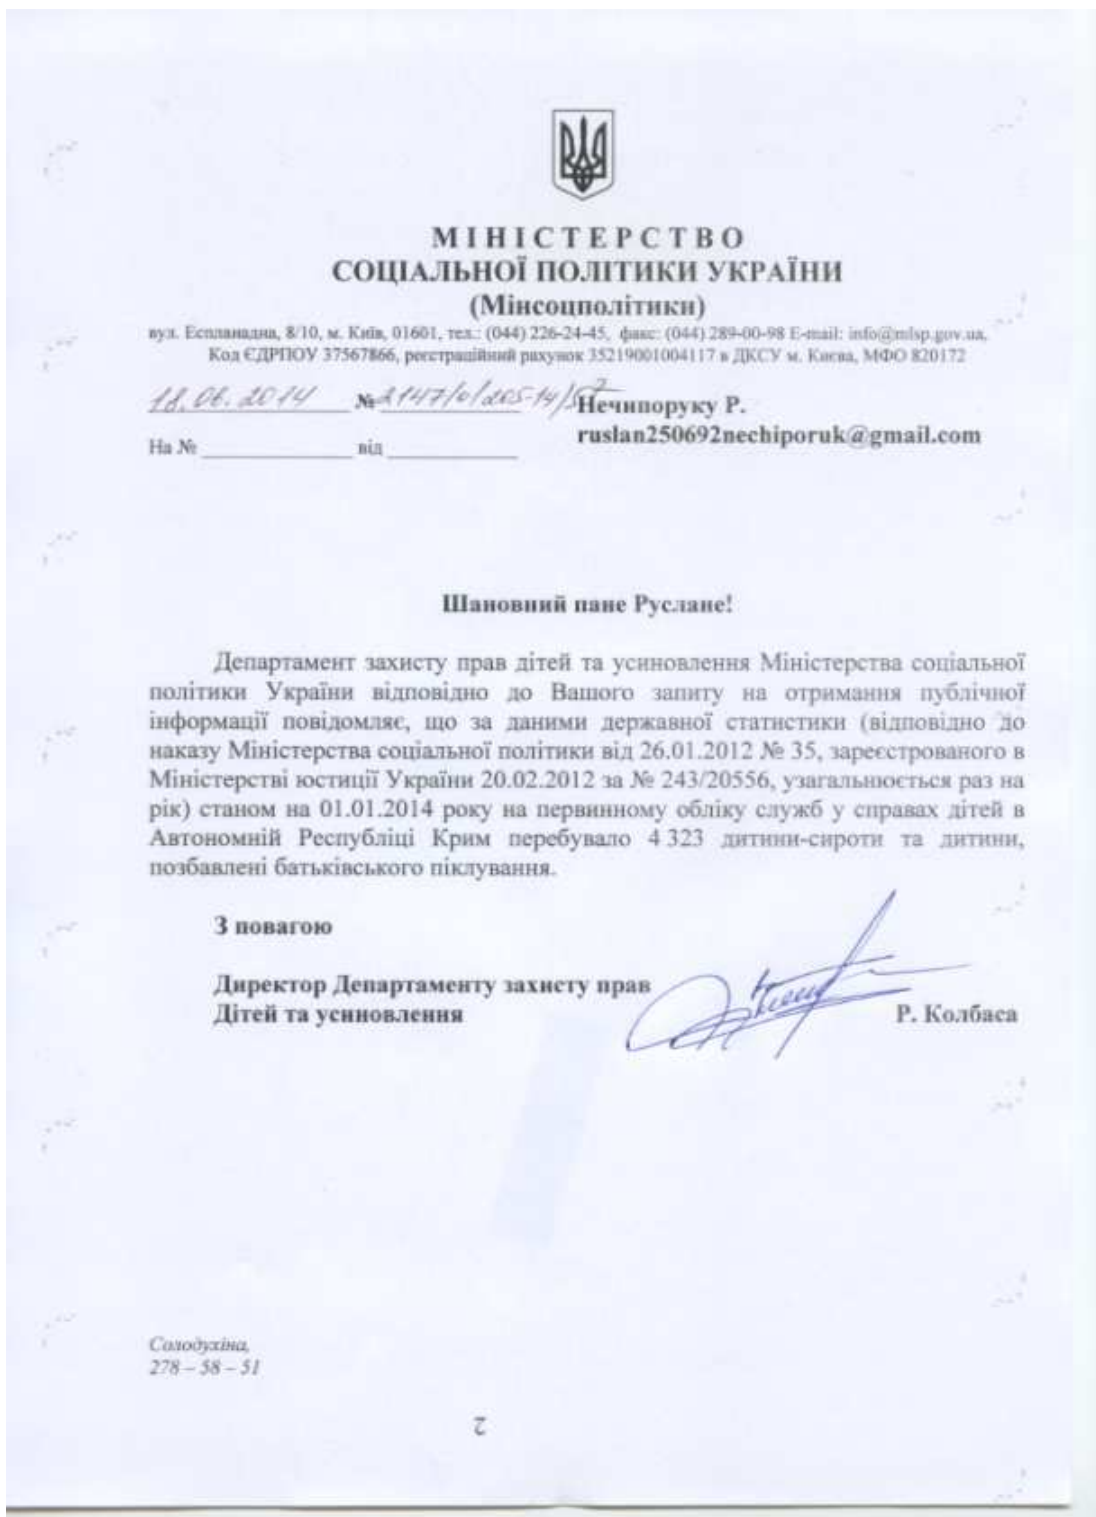 МІНІСТЕРСТВО
СОЦІАЛЬНОЇ ПОЛІТИКИ УКРАЇНИ
(Мінсоцполітики)
вул. Еспланадна, 8/10, м. Київ, 01601, тел.: (044) 226-24-45, факс: (044) 289-00-98 E-mail: info@mlsp.gov.ua,
Код ЄДРПОУ 37567866, реєстраційний рахунок 35219001004117 в ДКСУ м. Києва, МФО 820172
18.06.2014 № 2147/0/205-14/57
Нечипоруку Р.
ruslan250692nechiporuk@gmail.com
На № ____ від ____
Шановний пане Руслане!
Департамент захисту прав дітей та усиновлення Міністерства соціальної
політики України відповідно до Вашого запиту на отримання публічної
інформації повідомляє, що за даними державної статистики (відповідно до
наказу Міністерства соціальної політики від 26.01.2012 № 35, зареєстрованого в
Міністерстві юстиції України 20.02.2012 за № 243/20556, узагальнюється раз на
рік) станом на 01.01.2014 року на первинному обліку служб у справах дітей в
Автономній Республіці Крим перебувало 4 323 дитини-сироти та дитини,
позбавлені батьківського піклування.
З повагою
Директор Департаменту захисту прав
Дітей та усиновлення Р. Колбаса
Солодухіна,
278 – 58 – 51